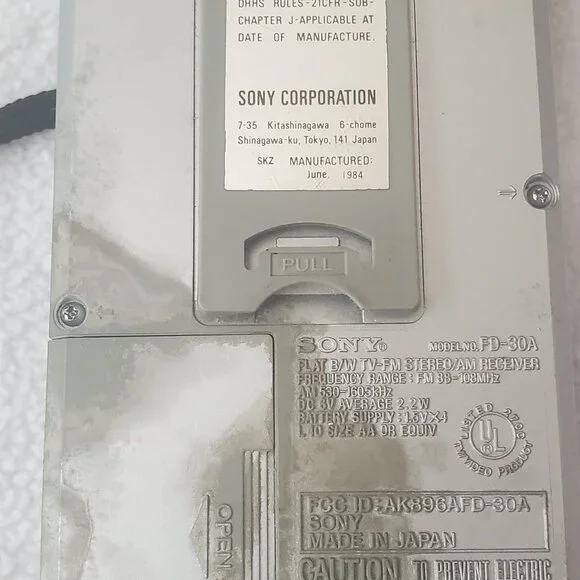 DHHS RULES-21CFR-SUB-
CHAPTER J-APPLICABLE AT
DATE OF MANUFACTURE.
SONY CORPORATION
7-35 Kitashinagawa 6-chome
Shinagawa-ku, Tokyo, 141 Japan
SKZ MANUFACTURED:
June. 1984
PULL
SONY® MODEL NO. FD-30A
FLAT B/W TV-FM STEREO/AM RECEIVER
FREQUENCY RANGE: FM 88-108MHz
AM 530-1605kHz
DC 6V AVERAGE 2.2W
BATTERY SUPPLY: 1.5V×4
SIZE AA OR EQUIV
LISTED
UL
TV/VIDEO PRODUCT
FCC ID: AK896AFD-30A
SONY
MADE IN JAPAN
OPEN
CAUTION TO PREVENT ELECTRIC